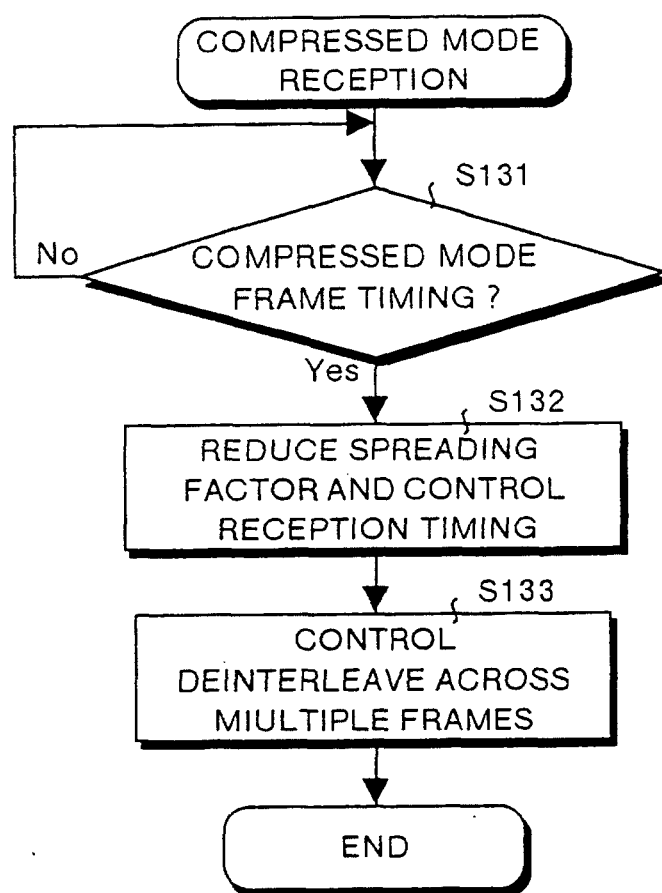 COMPRESSED MODE
RECEPTION
S131
No
COMPRESSED MODE
FRAME TIMING ?
Yes
S132
REDUCE SPREADING
FACTOR AND CONTROL
RECEPTION TIMING
S133
CONTROL
DEINTERLEAVE ACROSS
MIULTIPLE FRAMES
END